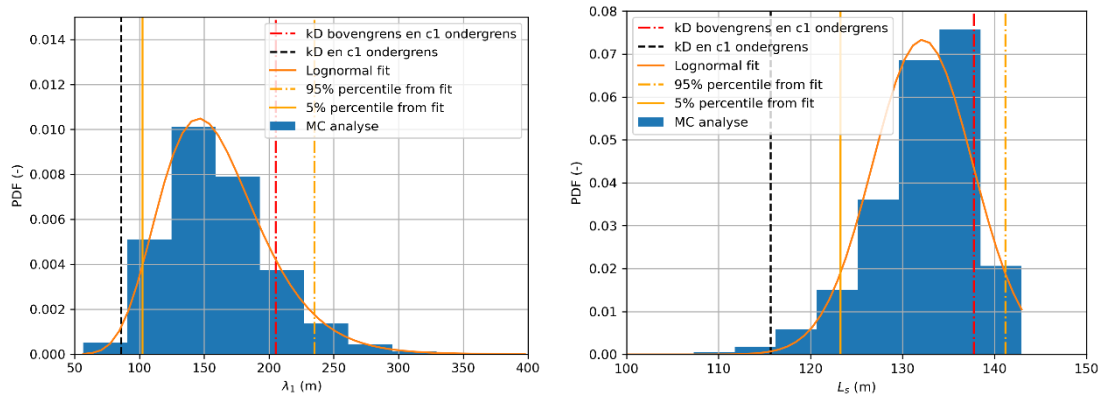 0.014
0.012
0.010
0.008
0.006
0.004
0.002
0.000
PDF (-)
50 100 150 200 250 300 350 400
λ1 (m)
kD bovengrens en c1 ondergrens
kD en c1 ondergrens
Lognormal fit
95% percentile from fit
5% percentile from fit
MC analyse
0.08
0.07
0.06
0.05
0.04
0.03
0.02
0.01
0.00
PDF (-)
100 110 120 130 140 150
Ls (m)
kD bovengrens en c1 ondergrens
kD en c1 ondergrens
Lognormal fit
95% percentile from fit
5% percentile from fit
MC analyse